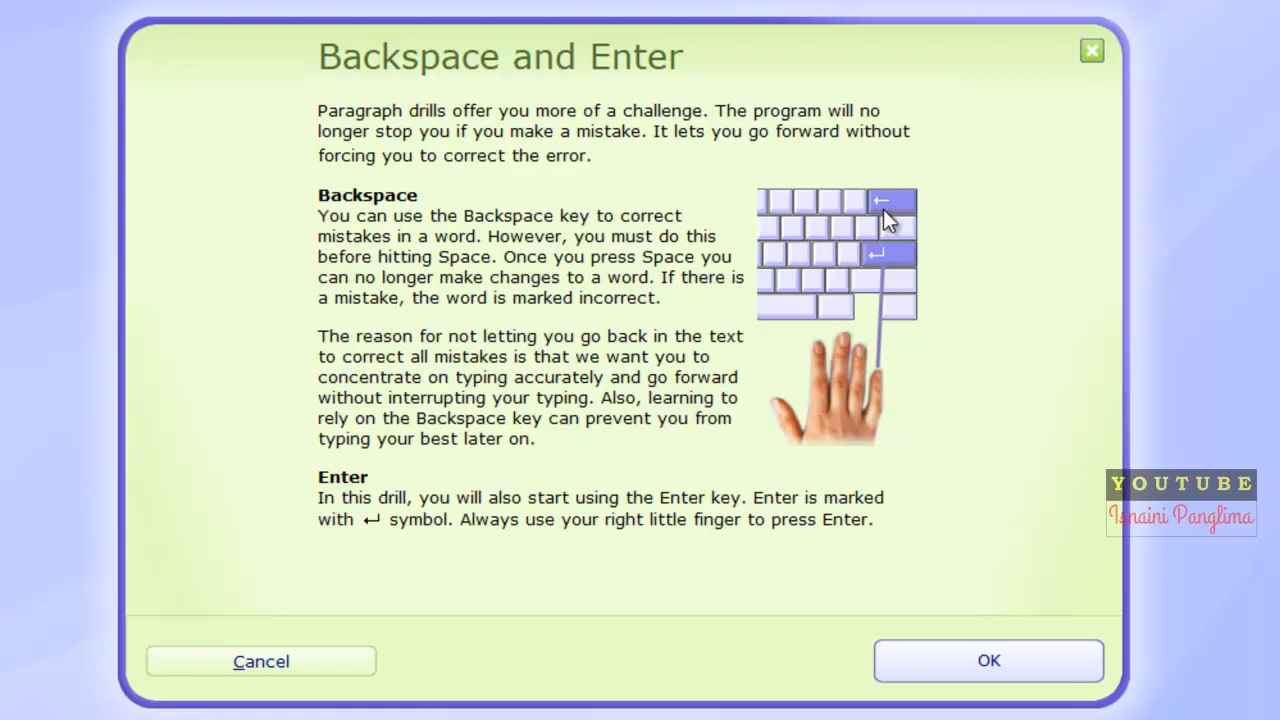 Backspace and Enter
Paragraph drills offer you more of a challenge. The program will no
longer stop you if you make a mistake. It lets you go forward without
forcing you to correct the error.
Backspace
You can use the Backspace key to correct
mistakes in a word. However, you must do this
before hitting Space. Once you press Space you
can no longer make changes to a word. If there is
a mistake, the word is marked incorrect.
The reason for not letting you go back in the text
to correct all mistakes is that we want you to
concentrate on typing accurately and go forward
without interrupting your typing. Also, learning to
rely on the Backspace key can prevent you from
typing your best later on.
Enter
In this drill, you will also start using the Enter key. Enter is marked
with ↵ symbol. Always use your right little finger to press Enter.
YOUTUBE
Isnaini Panglima
Cancel
OK